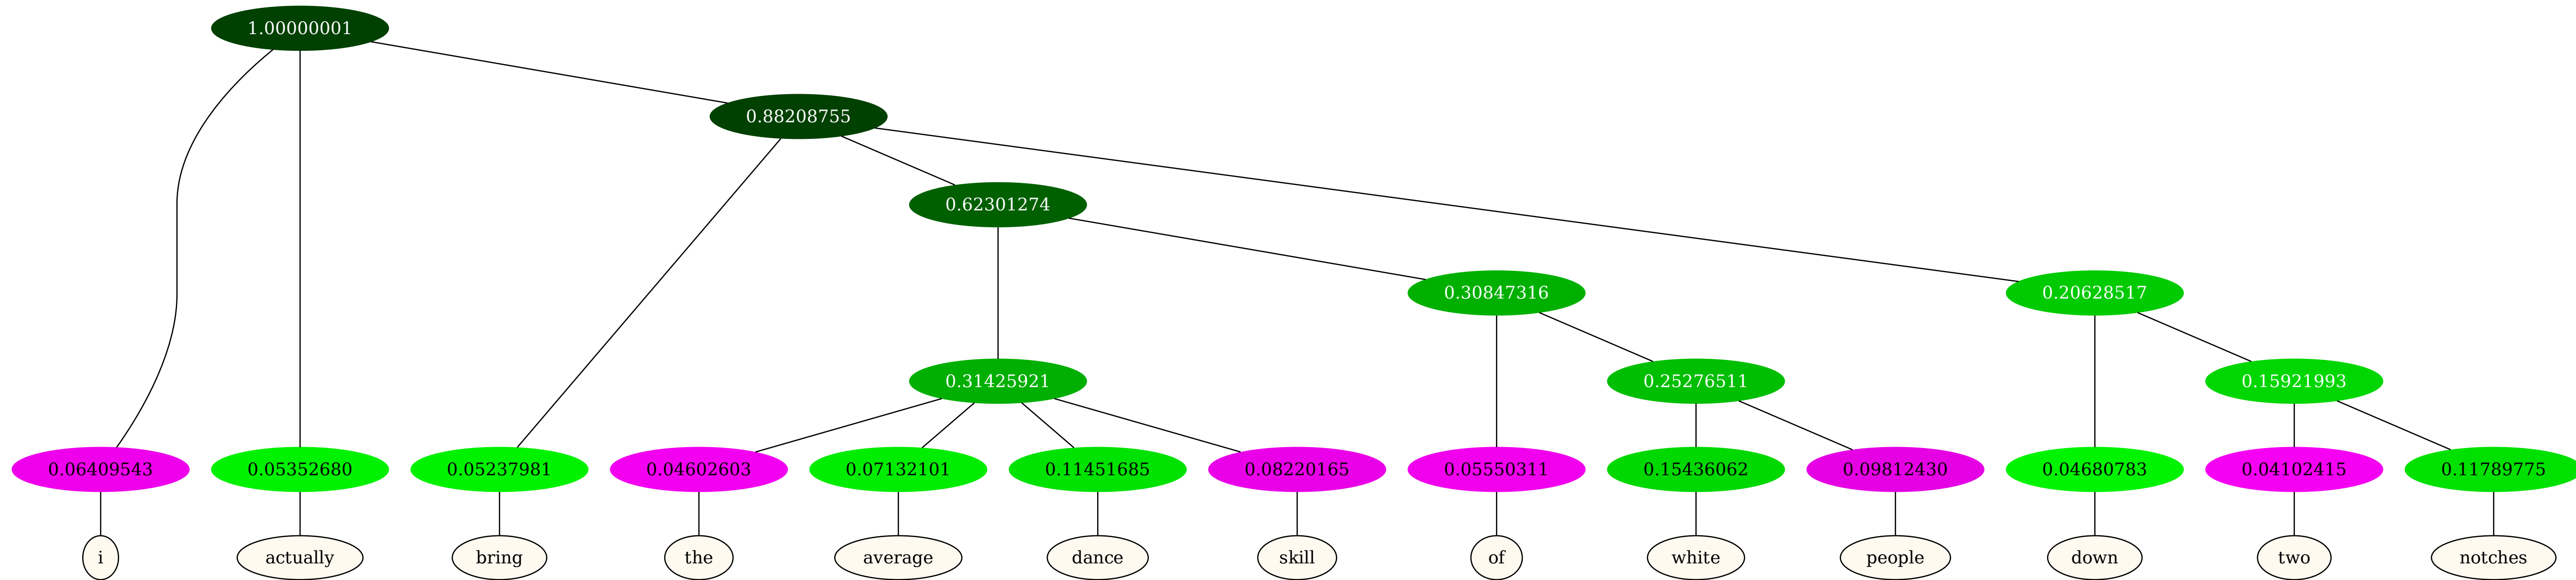 1.00000001
0.88208755
0.62301274
0.30847316 0.20628517
0.31425921 0.25276511 0.15921993
0.06409543 0.05352680 0.05237981 0.04602603 0.07132101 0.11451685 0.08220165 0.05550311 0.15436062 0.09812430 0.04680783 0.04102415 0.11789775
i actually bring the average dance skill of white people down two notches